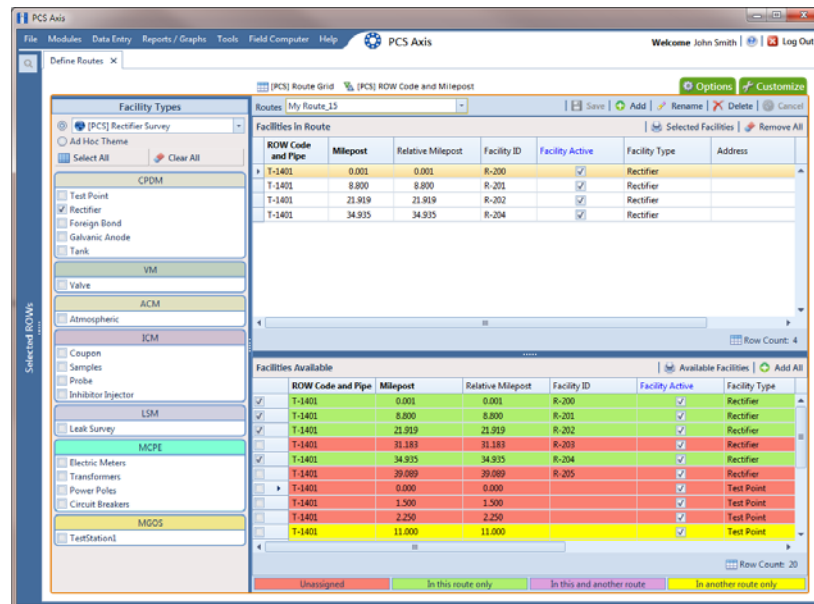 PCS Axis
File Modules Data Entry Reports / Graphs Tools Field Computer Help PCS Axis Welcome John Smith Log Out
Define Routes ×
[PCS] Route Grid [PCS] ROW Code and Milepost Options Customize
Facility Types
[PCS] Rectifier Survey
Ad Hoc Theme
Select All Clear All
CPDM
Test Point
Rectifier
Foreign Bond
Galvanic Anode
Tank
VM
Valve
ACM
Atmospheric
ICM
Coupon
Samples
Probe
Inhibitor Injector
LSM
Leak Survey
MCPE
Electric Meters
Transformers
Power Poles
Circuit Breakers
MGOS
TestStation1
Selected ROWs
Routes My Route_15 Save Add Rename Delete Cancel
Facilities in Route Selected Facilities Remove All
ROW Code and Pipe Milepost Relative Milepost Facility ID Facility Active Facility Type Address
T-1401 0.001 0.001 R-200 Rectifier
T-1401 8.800 8.800 R-201 Rectifier
T-1401 21.919 21.919 R-202 Rectifier
T-1401 34.935 34.935 R-204 Rectifier
Row Count: 4
Facilities Available Available Facilities Add All
ROW Code and Pipe Milepost Relative Milepost Facility ID Facility Active Facility Type
T-1401 0.001 0.001 R-200 Rectifier
T-1401 8.800 8.800 R-201 Rectifier
T-1401 21.919 21.919 R-202 Rectifier
T-1401 31.183 31.183 R-203 Rectifier
T-1401 34.935 34.935 R-204 Rectifier
T-1401 39.089 39.089 R-205 Rectifier
T-1401 0.000 0.000 Test Point
T-1401 1.500 1.500 Test Point
T-1401 2.250 2.250 Test Point
T-1401 11.000 11.000 Test Point
Row Count: 20
Unassigned In this route only In this and another route In another route only